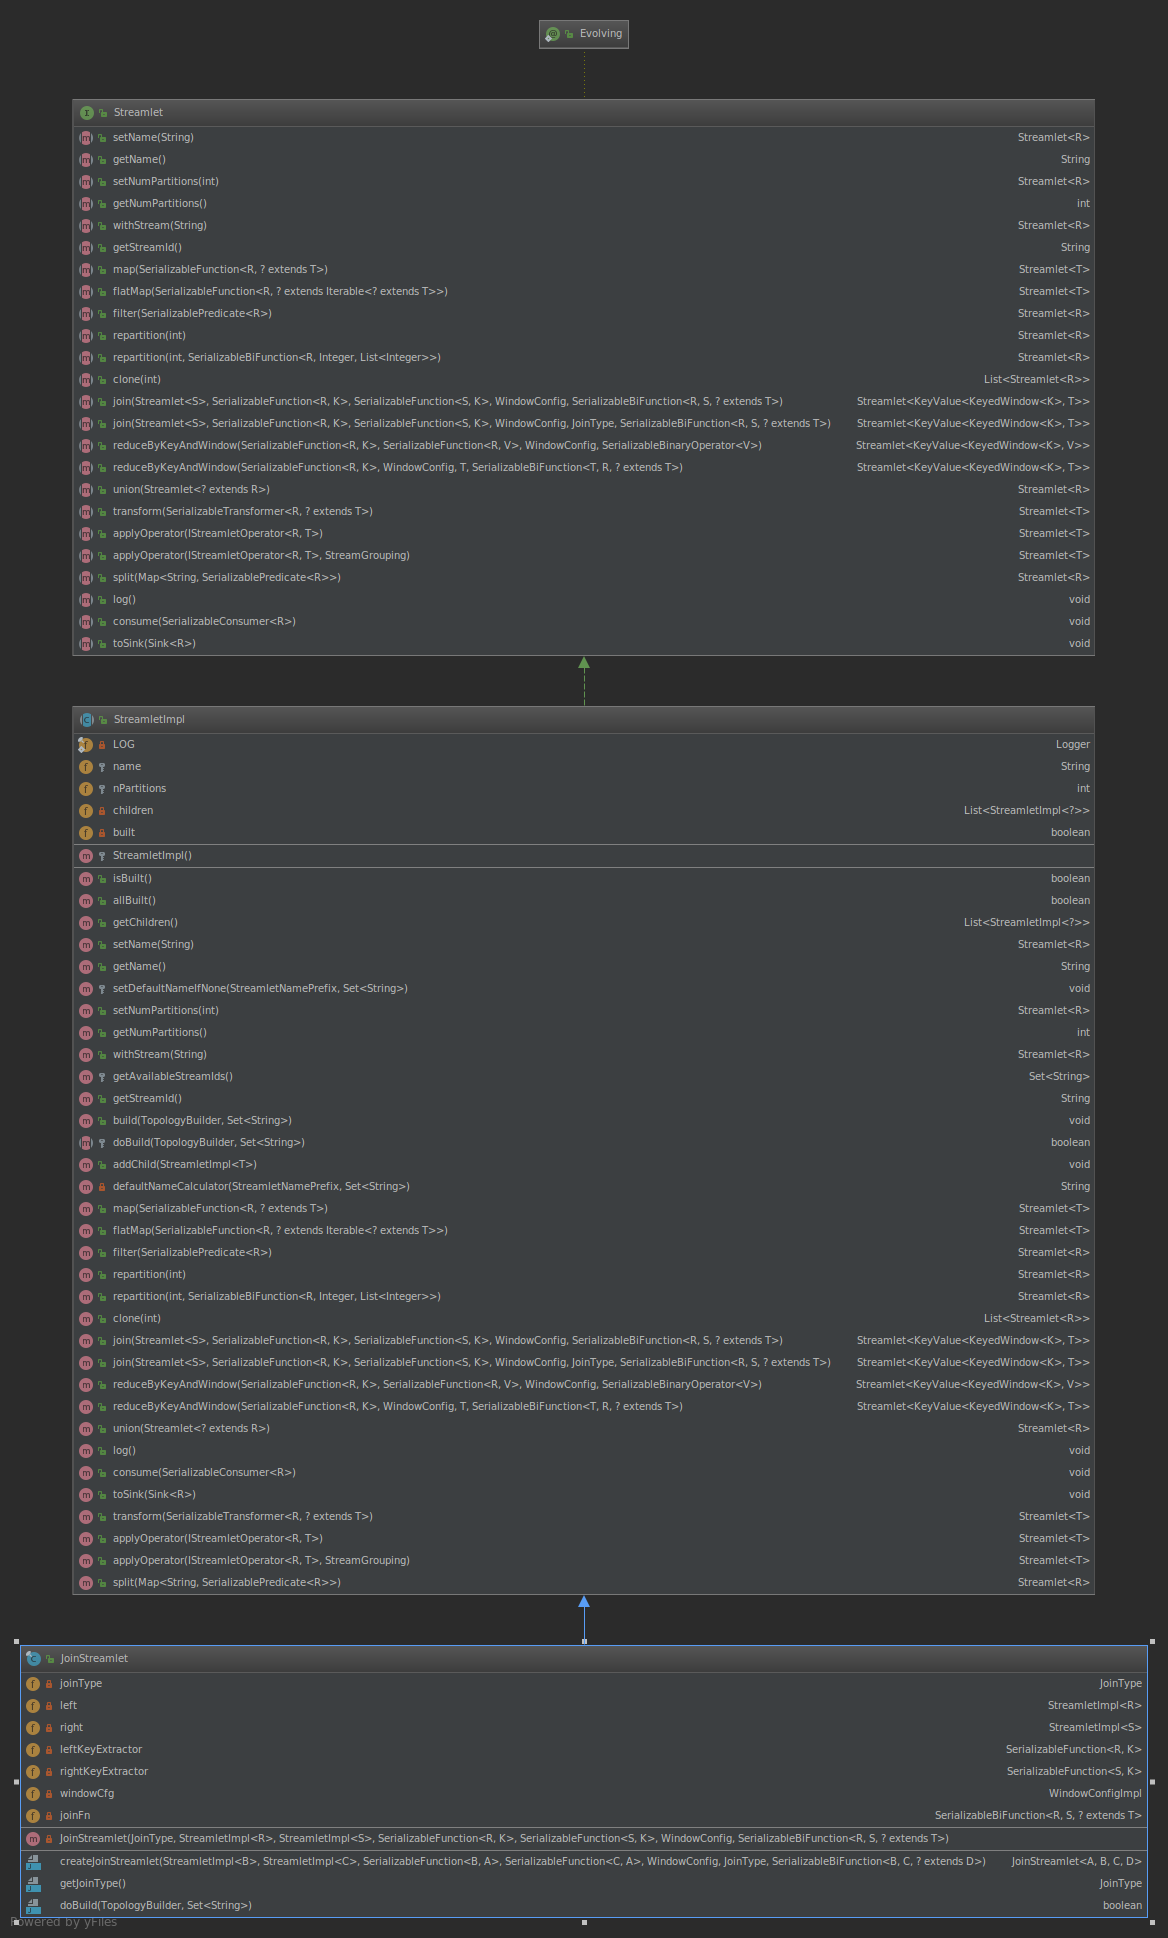 Evolving
Streamlet
setName(String) Streamlet<R>
getName() String
setNumPartitions(int) Streamlet<R>
getNumPartitions() int
withStream(String) Streamlet<R>
getStreamId() String
map(SerializableFunction<R, ? extends T>) Streamlet<T>
flatMap(SerializableFunction<R, ? extends Iterable<? extends T>>) Streamlet<T>
filter(SerializablePredicate<R>) Streamlet<R>
repartition(int) Streamlet<R>
repartition(int, SerializableBiFunction<R, Integer, List<Integer>>) Streamlet<R>
clone(int) List<Streamlet<R>>
join(Streamlet<S>, SerializableFunction<R, K>, SerializableFunction<S, K>, WindowConfig, SerializableBiFunction<R, S, ? extends T>) Streamlet<KeyValue<KeyedWindow<K>, T>>
join(Streamlet<S>, SerializableFunction<R, K>, SerializableFunction<S, K>, WindowConfig, JoinType, SerializableBiFunction<R, S, ? extends T>) Streamlet<KeyValue<KeyedWindow<K>, T>>
reduceByKeyAndWindow(SerializableFunction<R, K>, SerializableFunction<R, V>, WindowConfig, SerializableBinaryOperator<V>) Streamlet<KeyValue<KeyedWindow<K>, V>>
reduceByKeyAndWindow(SerializableFunction<R, K>, WindowConfig, T, SerializableBiFunction<T, R, ? extends T>) Streamlet<KeyValue<KeyedWindow<K>, T>>
union(Streamlet<? extends R>) Streamlet<R>
transform(SerializableTransformer<R, ? extends T>) Streamlet<T>
applyOperator(IStreamletOperator<R, T>) Streamlet<T>
applyOperator(IStreamletOperator<R, T>, StreamGrouping) Streamlet<T>
split(Map<String, SerializablePredicate<R>>) Streamlet<R>
log() void
consume(SerializableConsumer<R>) void
toSink(Sink<R>) void
StreamletImpl
LOG Logger
name String
nPartitions int
children List<StreamletImpl<?>>
built boolean
StreamletImpl()
isBuilt() boolean
allBuilt() boolean
getChildren() List<StreamletImpl<?>>
setName(String) Streamlet<R>
getName() String
setDefaultNameIfNone(StreamletNamePrefix, Set<String>) void
setNumPartitions(int) Streamlet<R>
getNumPartitions() int
withStream(String) Streamlet<R>
getAvailableStreamIds() Set<String>
getStreamId() String
build(TopologyBuilder, Set<String>) void
doBuild(TopologyBuilder, Set<String>) boolean
addChild(StreamletImpl<T>) void
defaultNameCalculator(StreamletNamePrefix, Set<String>) String
map(SerializableFunction<R, ? extends T>) Streamlet<T>
flatMap(SerializableFunction<R, ? extends Iterable<? extends T>>) Streamlet<T>
filter(SerializablePredicate<R>) Streamlet<R>
repartition(int) Streamlet<R>
repartition(int, SerializableBiFunction<R, Integer, List<Integer>>) Streamlet<R>
clone(int) List<Streamlet<R>>
join(Streamlet<S>, SerializableFunction<R, K>, SerializableFunction<S, K>, WindowConfig, SerializableBiFunction<R, S, ? extends T>) Streamlet<KeyValue<KeyedWindow<K>, T>>
join(Streamlet<S>, SerializableFunction<R, K>, SerializableFunction<S, K>, WindowConfig, JoinType, SerializableBiFunction<R, S, ? extends T>) Streamlet<KeyValue<KeyedWindow<K>, T>>
reduceByKeyAndWindow(SerializableFunction<R, K>, SerializableFunction<R, V>, WindowConfig, SerializableBinaryOperator<V>) Streamlet<KeyValue<KeyedWindow<K>, V>>
reduceByKeyAndWindow(SerializableFunction<R, K>, WindowConfig, T, SerializableBiFunction<T, R, ? extends T>) Streamlet<KeyValue<KeyedWindow<K>, T>>
union(Streamlet<? extends R>) Streamlet<R>
log() void
consume(SerializableConsumer<R>) void
toSink(Sink<R>) void
transform(SerializableTransformer<R, ? extends T>) Streamlet<T>
applyOperator(IStreamletOperator<R, T>) Streamlet<T>
applyOperator(IStreamletOperator<R, T>, StreamGrouping) Streamlet<T>
split(Map<String, SerializablePredicate<R>>) Streamlet<R>
JoinStreamlet
joinType JoinType
left StreamletImpl<R>
right StreamletImpl<S>
leftKeyExtractor SerializableFunction<R, K>
rightKeyExtractor SerializableFunction<S, K>
windowCfg WindowConfigImpl
joinFn SerializableBiFunction<R, S, ? extends T>
JoinStreamlet(JoinType, StreamletImpl<R>, StreamletImpl<S>, SerializableFunction<R, K>, SerializableFunction<S, K>, WindowConfig, SerializableBiFunction<R, S, ? extends T>)
createJoinStreamlet(StreamletImpl<B>, StreamletImpl<C>, SerializableFunction<B, A>, SerializableFunction<C, A>, WindowConfig, JoinType, SerializableBiFunction<B, C, ? extends D>) JoinStreamlet<A, B, C, D>
getJoinType() JoinType
doBuild(TopologyBuilder, Set<String>) boolean
Powered by yFiles